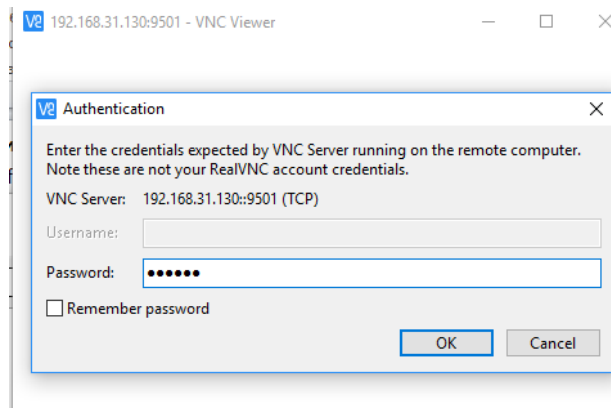 192.168.31.130:9501 - VNC Viewer
Authentication
Enter the credentials expected by VNC Server running on the remote computer.
Note these are not your RealVNC account credentials.
VNC Server: 192.168.31.130::9501 (TCP)
Username:
Password: ●●●●●●
Remember password
OK Cancel